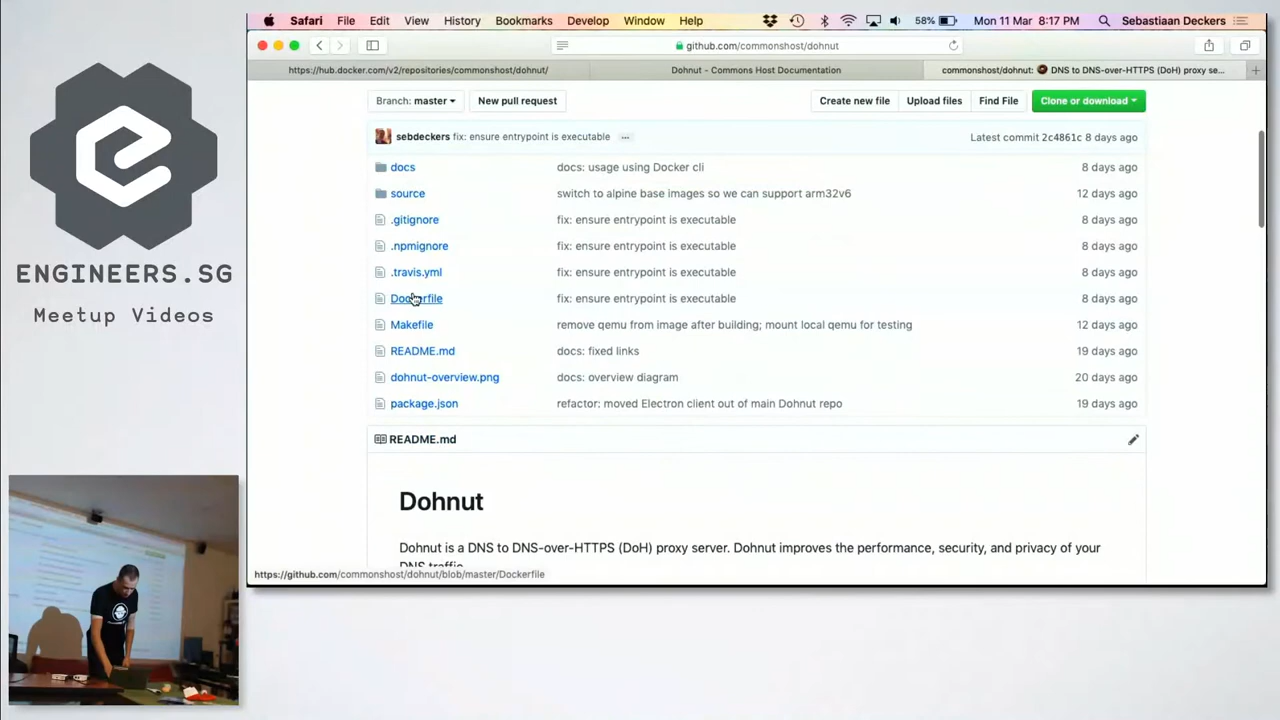 Safari File Edit View History Bookmarks Develop Window Help 58% Mon 11 Mar 8:17 PM Sebastiaan Deckers
github.com/commonshost/dohnut
https://hub.docker.com/v2/repositories/commonshost/dohnut/ Dohnut - Commons Host Documentation commonshost/dohnut: DNS to DNS-over-HTTPS (DoH) proxy se...
Branch: master New pull request Create new file Upload files Find File Clone or download
sebdeckers fix: ensure entrypoint is executable ... Latest commit 2c4861c 8 days ago
docs docs: usage using Docker cli 8 days ago
source switch to alpine base images so we can support arm32v6 12 days ago
.gitignore fix: ensure entrypoint is executable 8 days ago
.npmignore fix: ensure entrypoint is executable 8 days ago
.travis.yml fix: ensure entrypoint is executable 8 days ago
Dockerfile fix: ensure entrypoint is executable 8 days ago
Makefile remove qemu from image after building; mount local qemu for testing 12 days ago
README.md docs: fixed links 19 days ago
dohnut-overview.png docs: overview diagram 20 days ago
package.json refactor: moved Electron client out of main Dohnut repo 19 days ago
README.md
Dohnut
Dohnut is a DNS to DNS-over-HTTPS (DoH) proxy server. Dohnut improves the performance, security, and privacy of your
DNS traffic.
https://github.com/commonshost/dohnut/blob/master/Dockerfile
ENGINEERS.SG
Meetup Videos